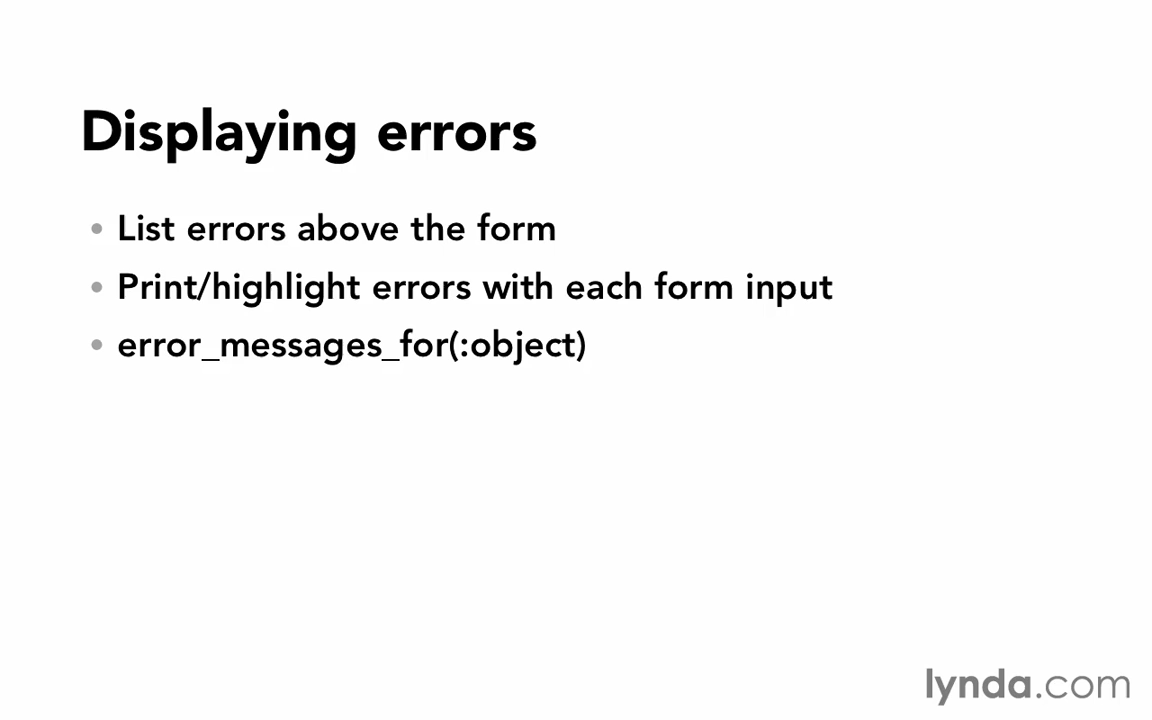 Displaying errors
• List errors above the form
• Print/highlight errors with each form input
• error_messages_for(:object)
lynda.com